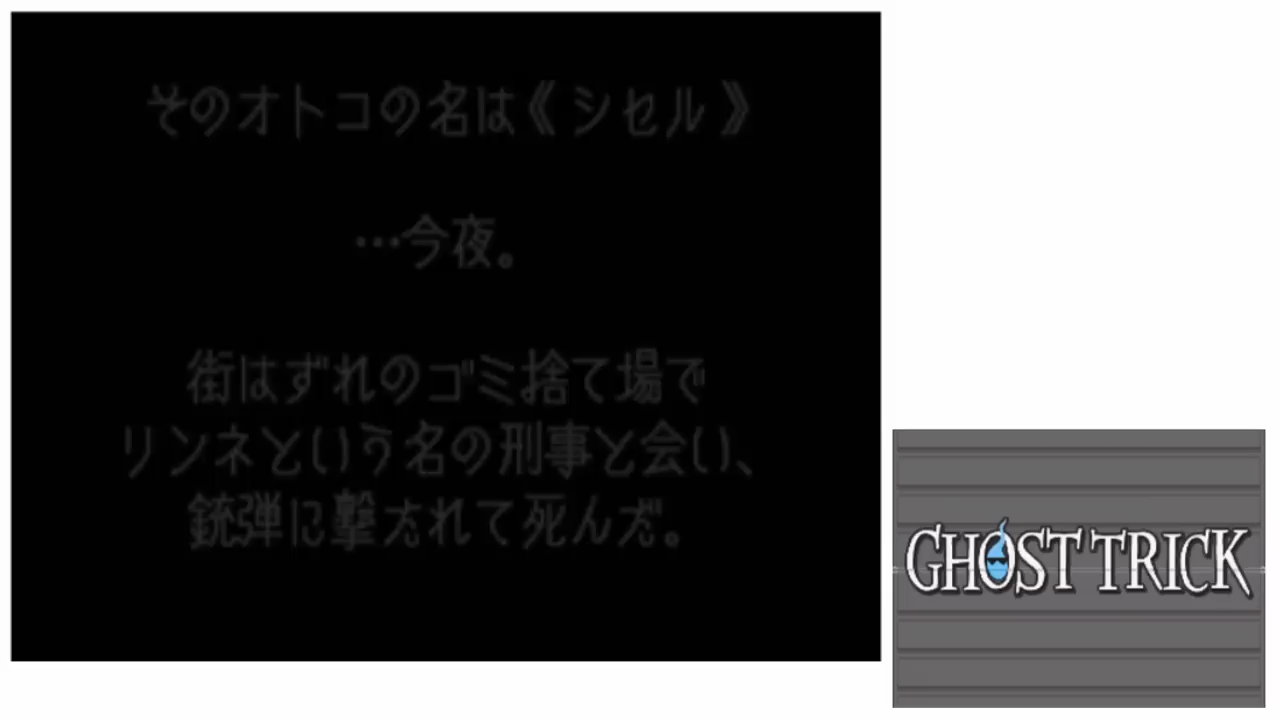 そのオトコの名は《シセル》
…今夜。
街はずれのゴミ捨て場で
リンネという名の刑事と会い、
銃弾に撃たれて死んだ。
GHOST TRICK